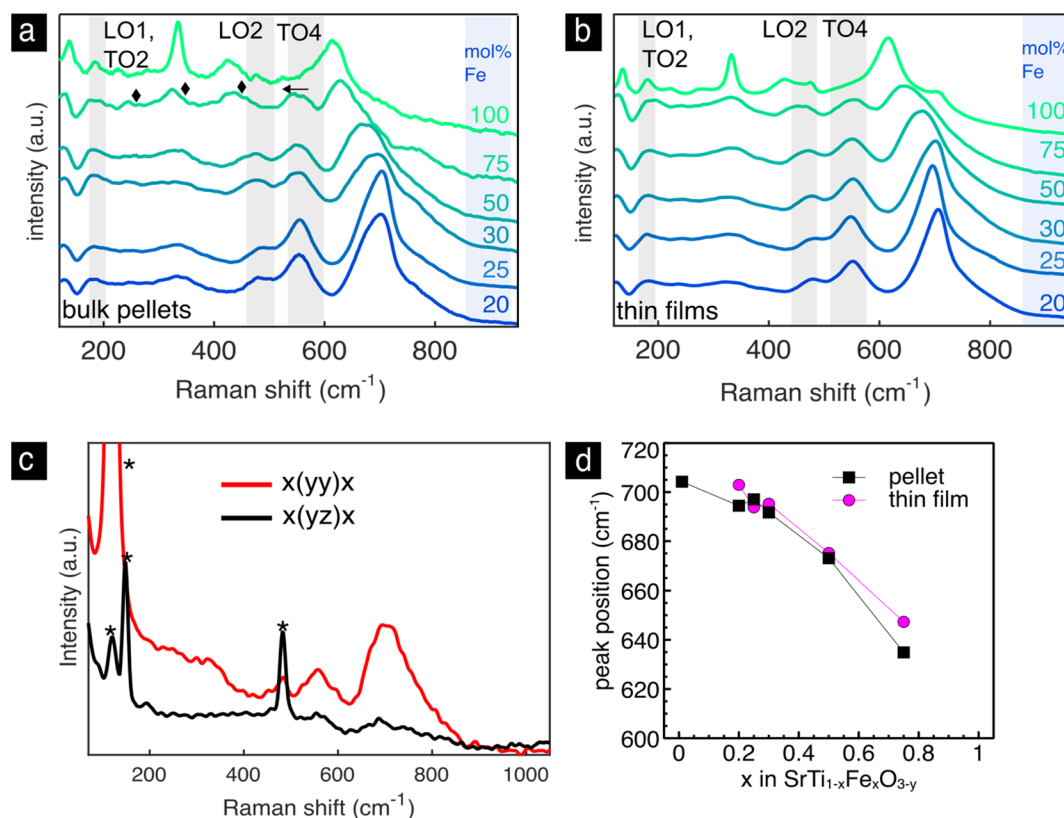 a
LO1,
TO2
LO2
TO4
mol%
Fe
100
75
50
30
25
20
bulk pellets
intensity (a.u.)
200
400
600
800
Raman shift (cm⁻¹)
b
LO1,
TO2
LO2
TO4
mol%
Fe
100
75
50
30
25
20
thin films
intensity (a.u.)
200
400
600
800
Raman shift (cm⁻¹)
c
*
*
*
*
x(yy)x
x(yz)x
Intensity (a.u.)
200
400
600
800
1000
Raman shift (cm⁻¹)
d
720
700
680
660
640
620
600
pellet
thin film
peak position (cm⁻¹)
0
0.2
0.4
0.6
0.8
1
x in SrTi₁₋ₓFeₓO₃₋ᵧ